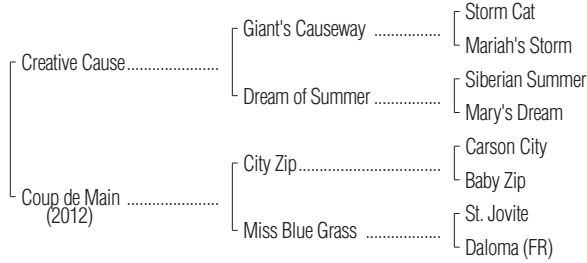 Storm Cat
Giant's Causeway ................
Mariah's Storm
Creative Cause......................
Siberian Summer
Dream of Summer ................
Mary's Dream
Carson City
City Zip..................................
Baby Zip
Coup de Main ......................
(2012)
St. Jovite
Miss Blue Grass ..................
Daloma (FR)